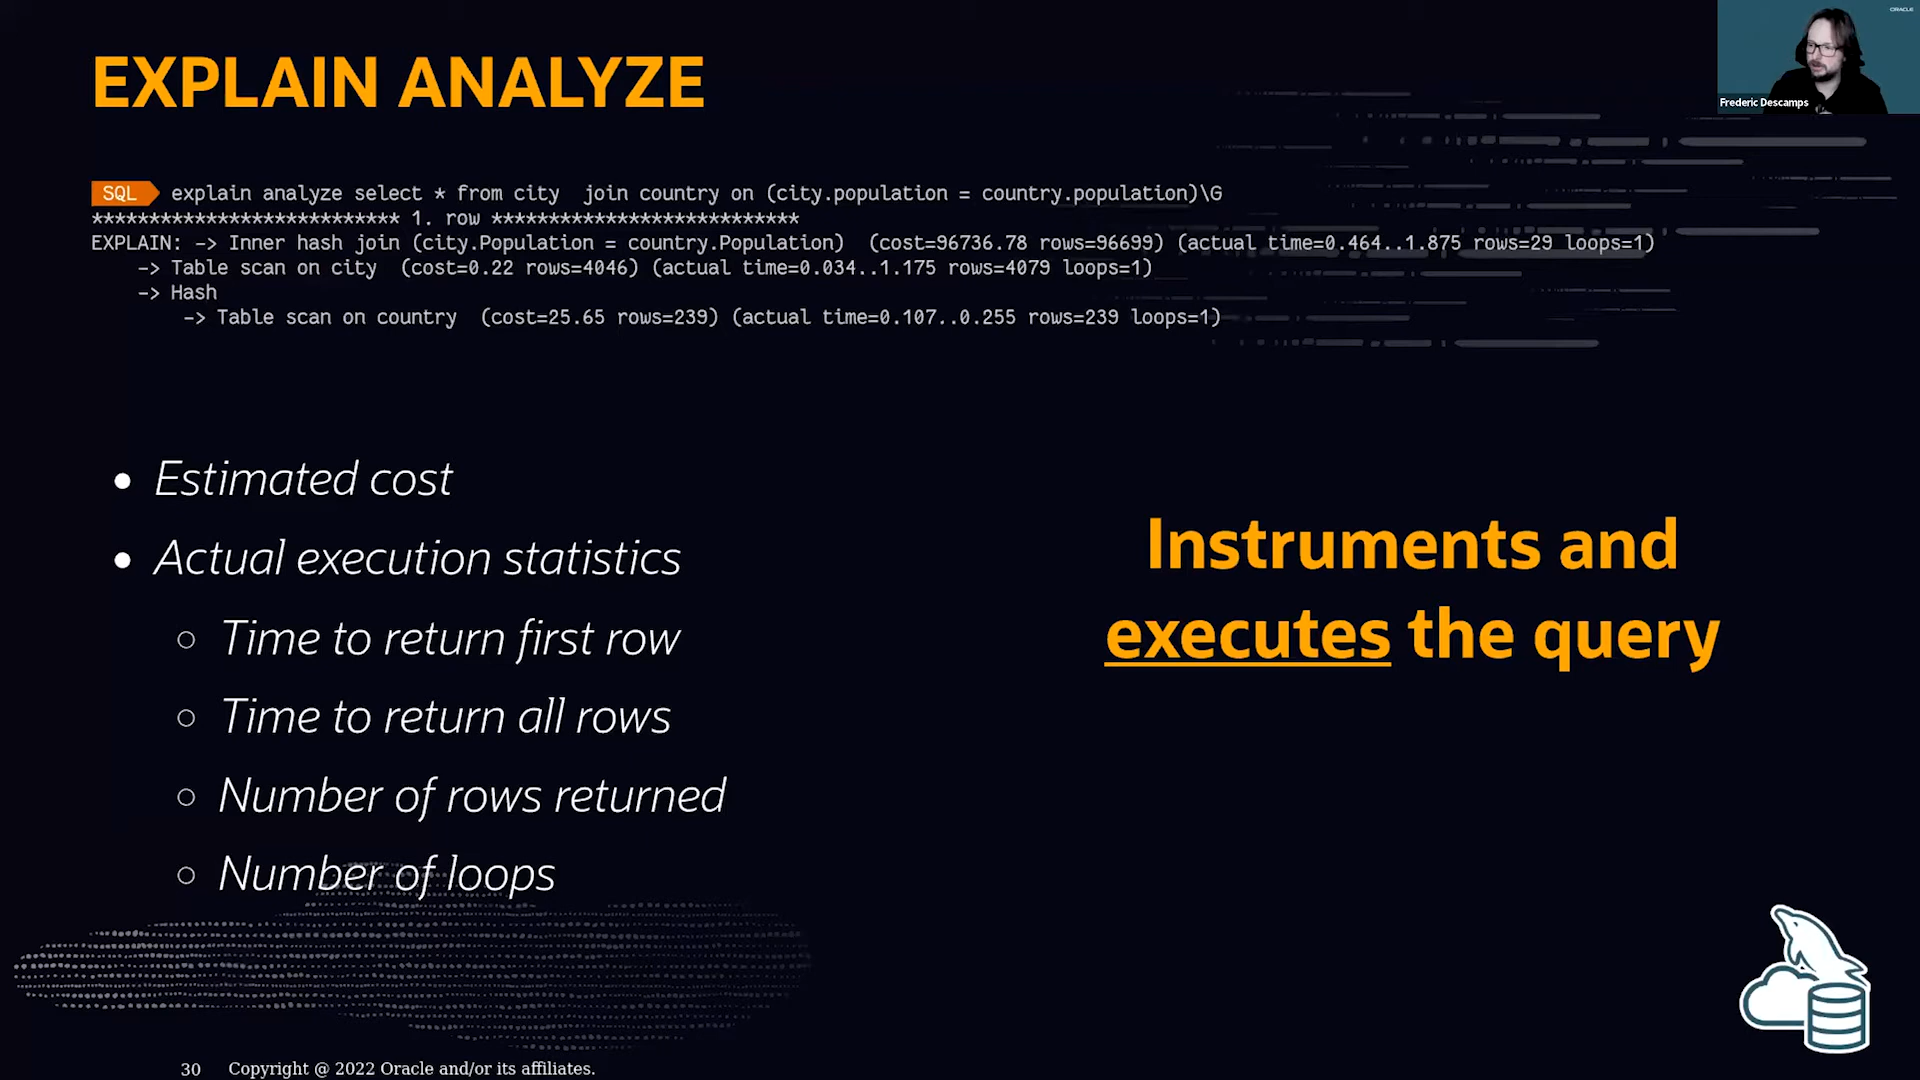 ORACLE
Frederic Descamps
EXPLAIN ANALYZE
SQL explain analyze select * from city  join country on (city.population = country.population)\G
*************************** 1. row ***************************
EXPLAIN: -> Inner hash join (city.Population = country.Population)  (cost=96736.78 rows=96699) (actual time=0.464..1.875 rows=29 loops=1)
    -> Table scan on city  (cost=0.22 rows=4046) (actual time=0.034..1.175 rows=4079 loops=1)
    -> Hash
        -> Table scan on country  (cost=25.65 rows=239) (actual time=0.107..0.255 rows=239 loops=1)
• Estimated cost
• Actual execution statistics
○ Time to return first row
○ Time to return all rows
○ Number of rows returned
○ Number of loops
Instruments and
executes the query
30 Copyright @ 2022 Oracle and/or its affiliates.